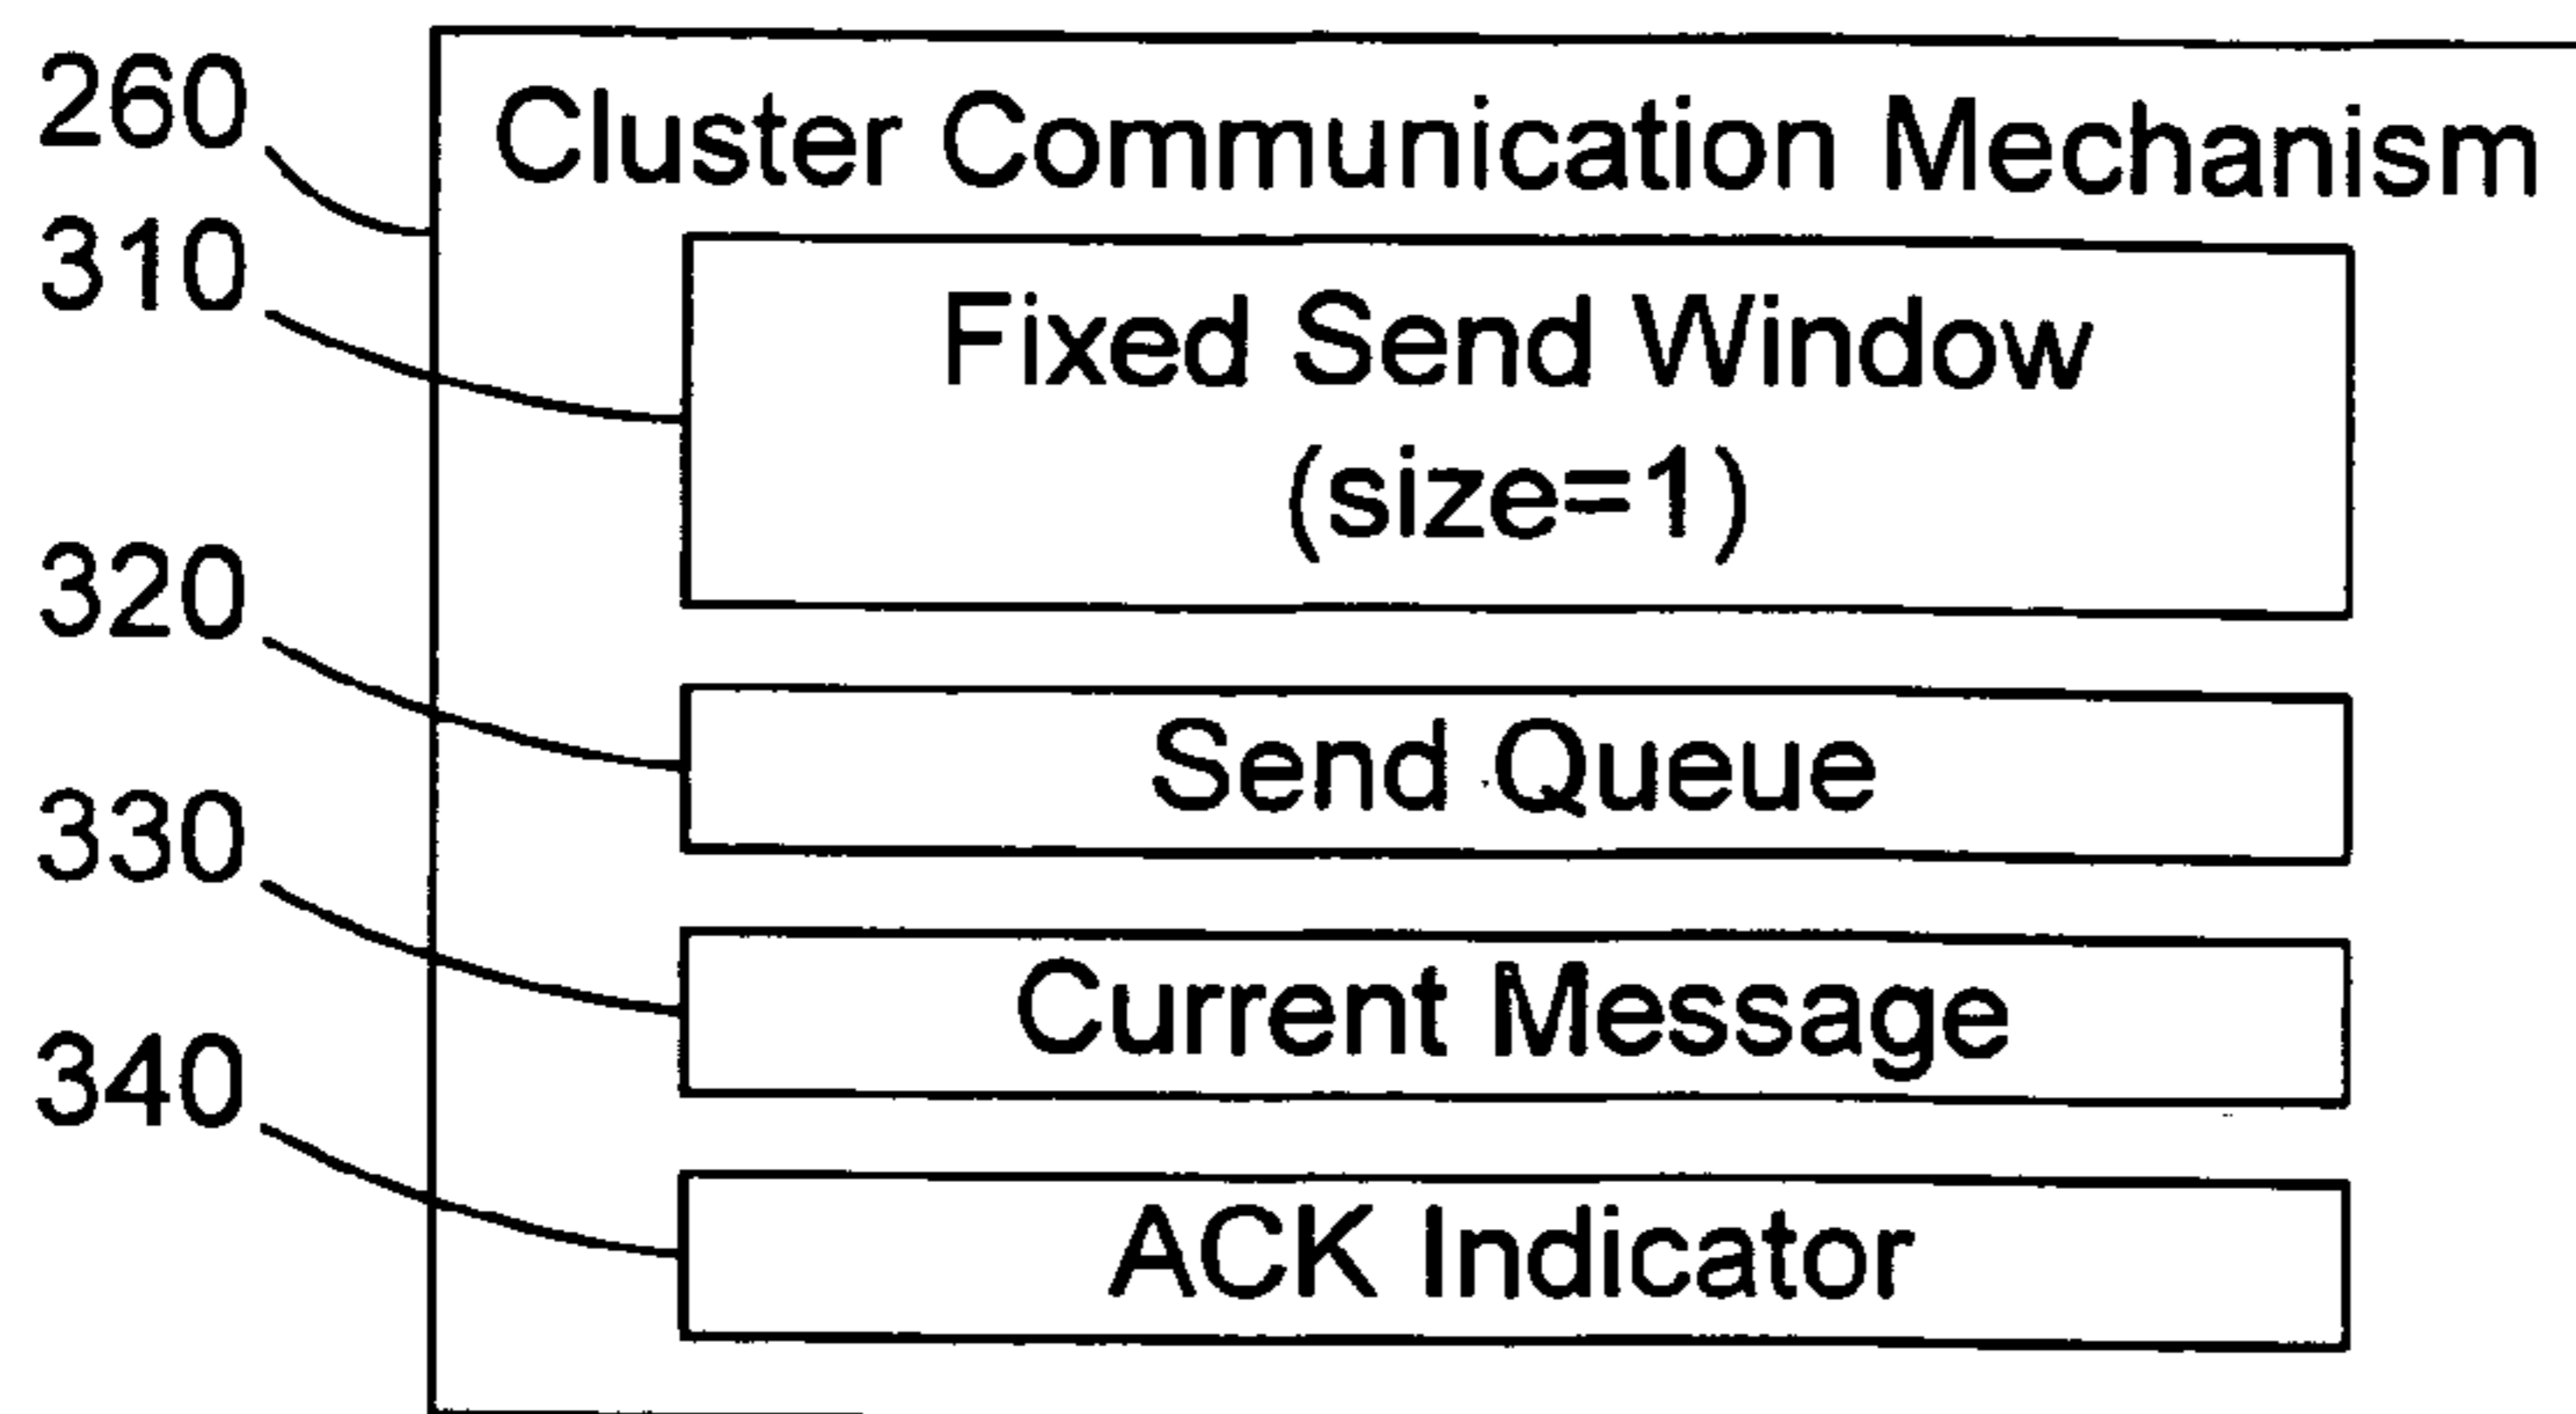 260
Cluster Communication Mechanism
310
Fixed Send Window
(size=1)
320
Send Queue
330
Current Message
340
ACK Indicator